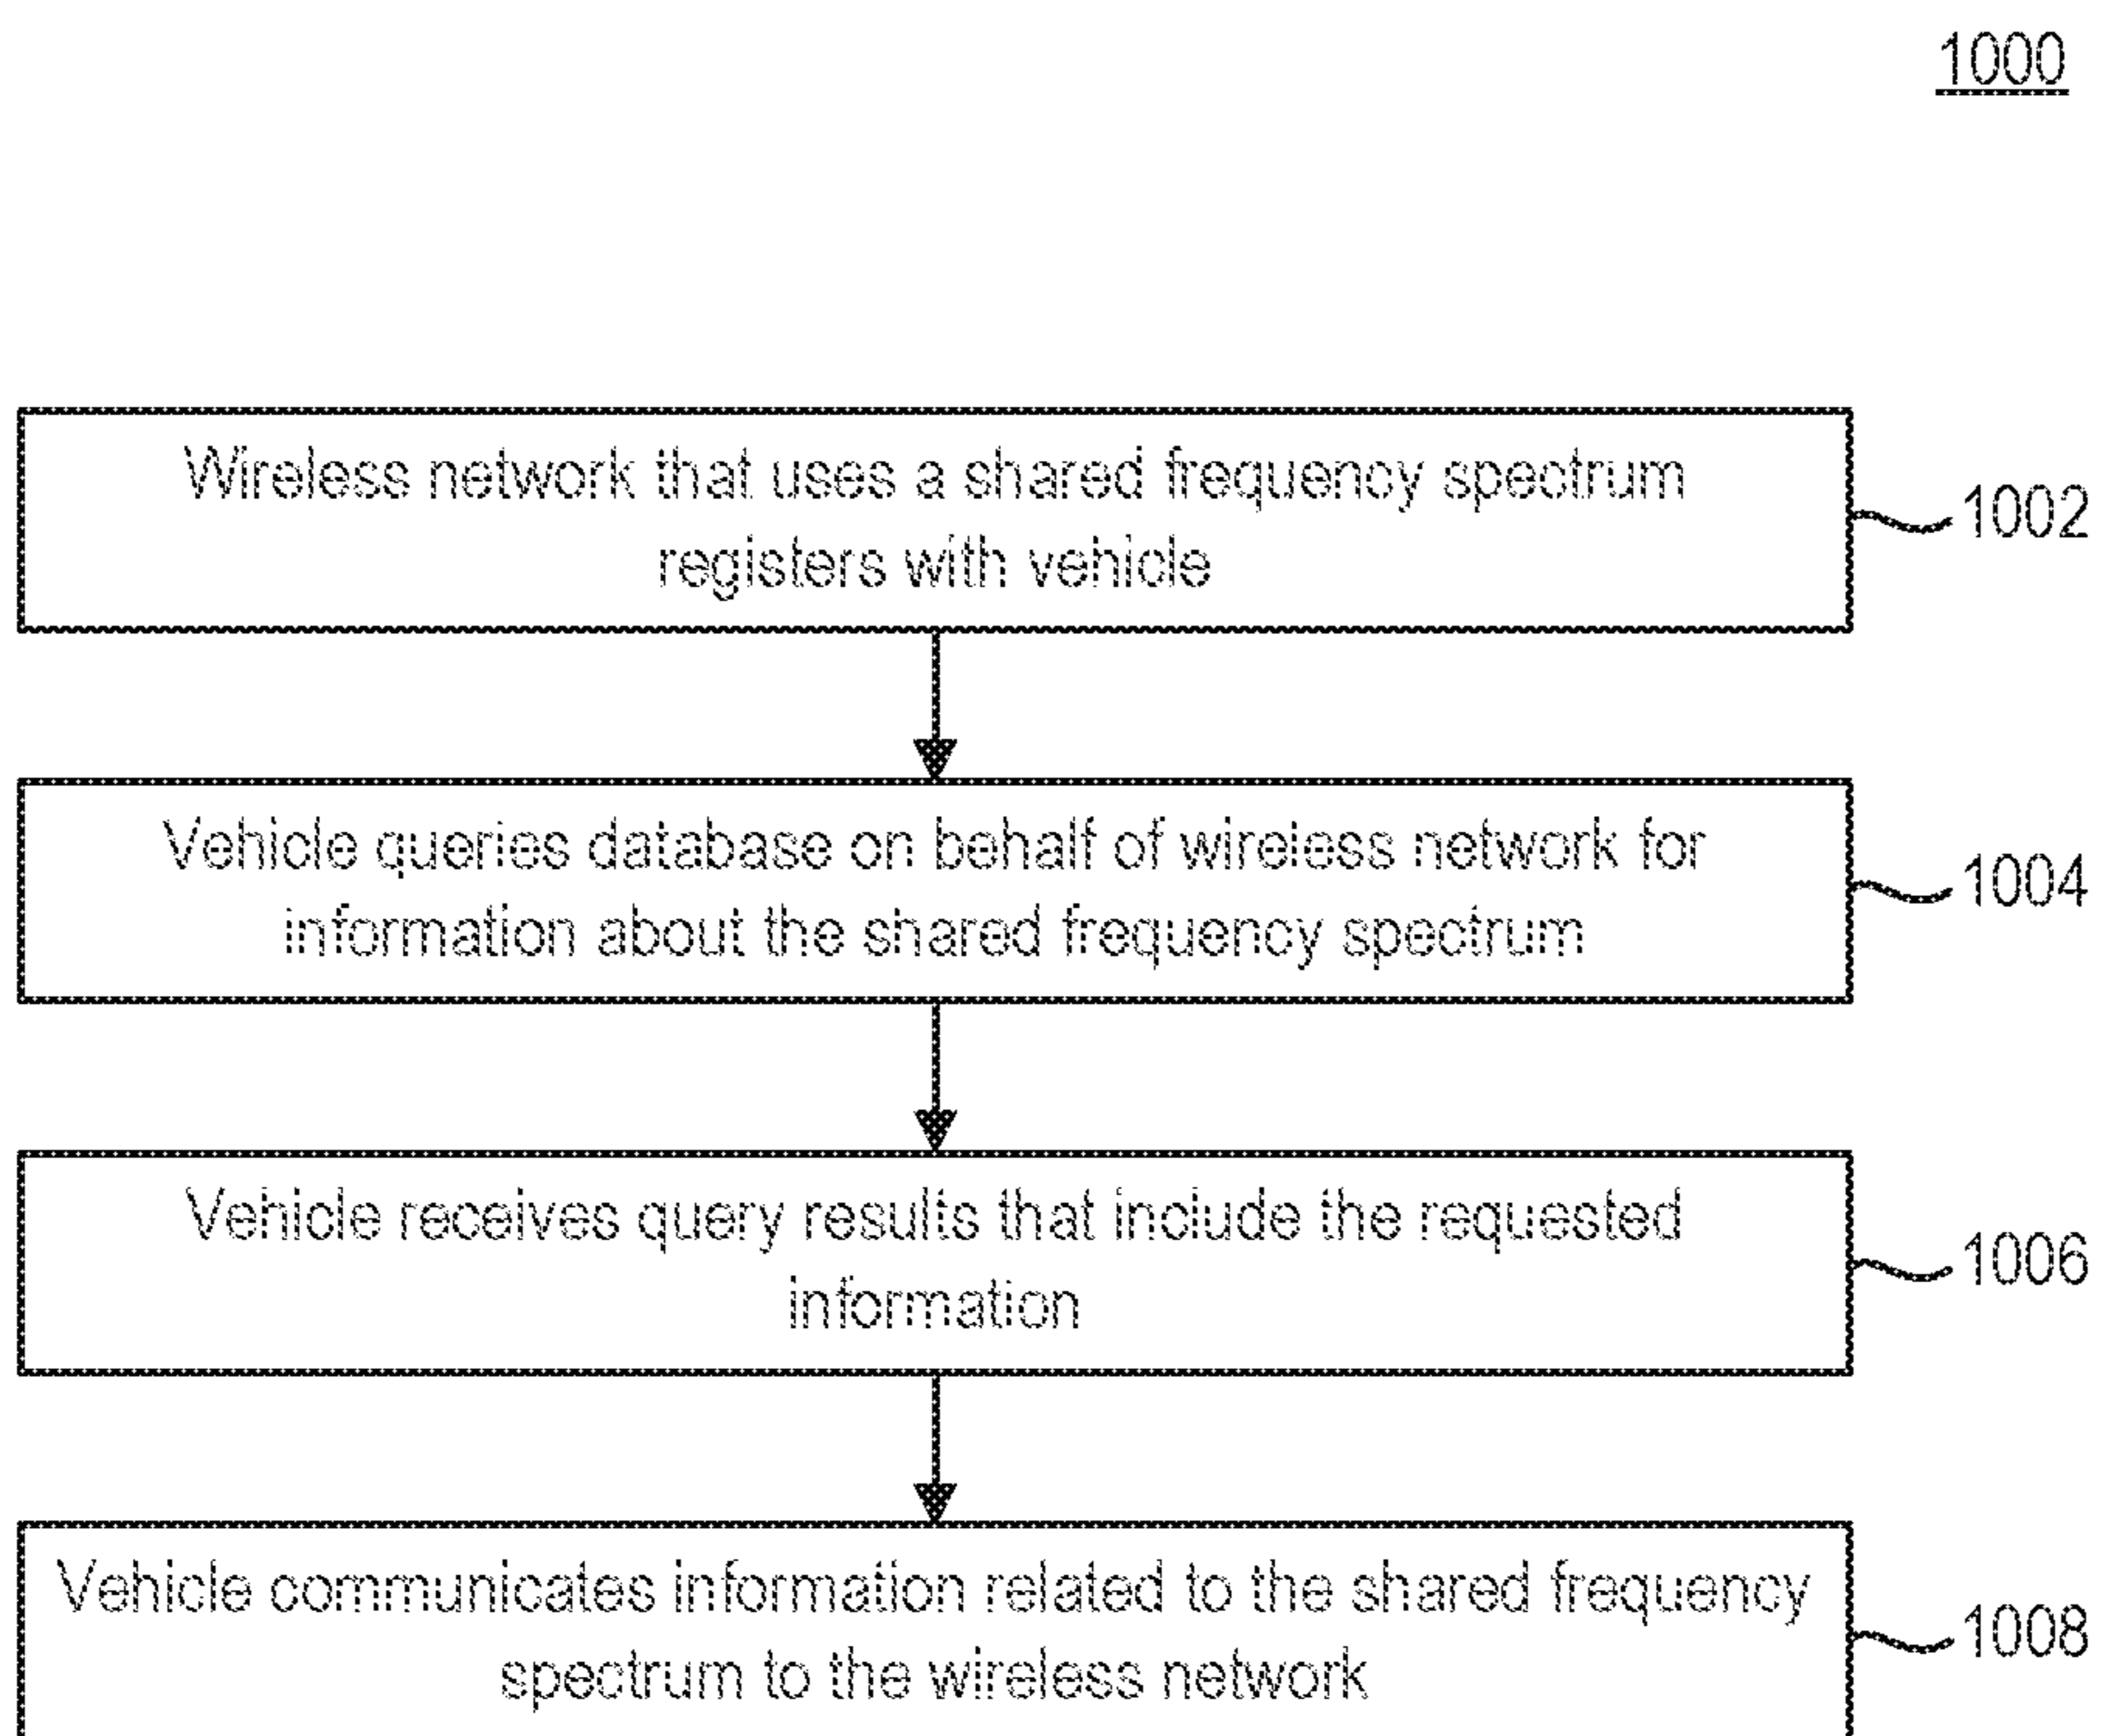 1000
Wireless network that uses a shared frequency spectrum
registers with vehicle
1002
Vehicle queries database on behalf of wireless network for
information about the shared frequency spectrum
1004
Vehicle receives query results that include the requested
information
1006
Vehicle communicates information related to the shared frequency
spectrum to the wireless network
1008